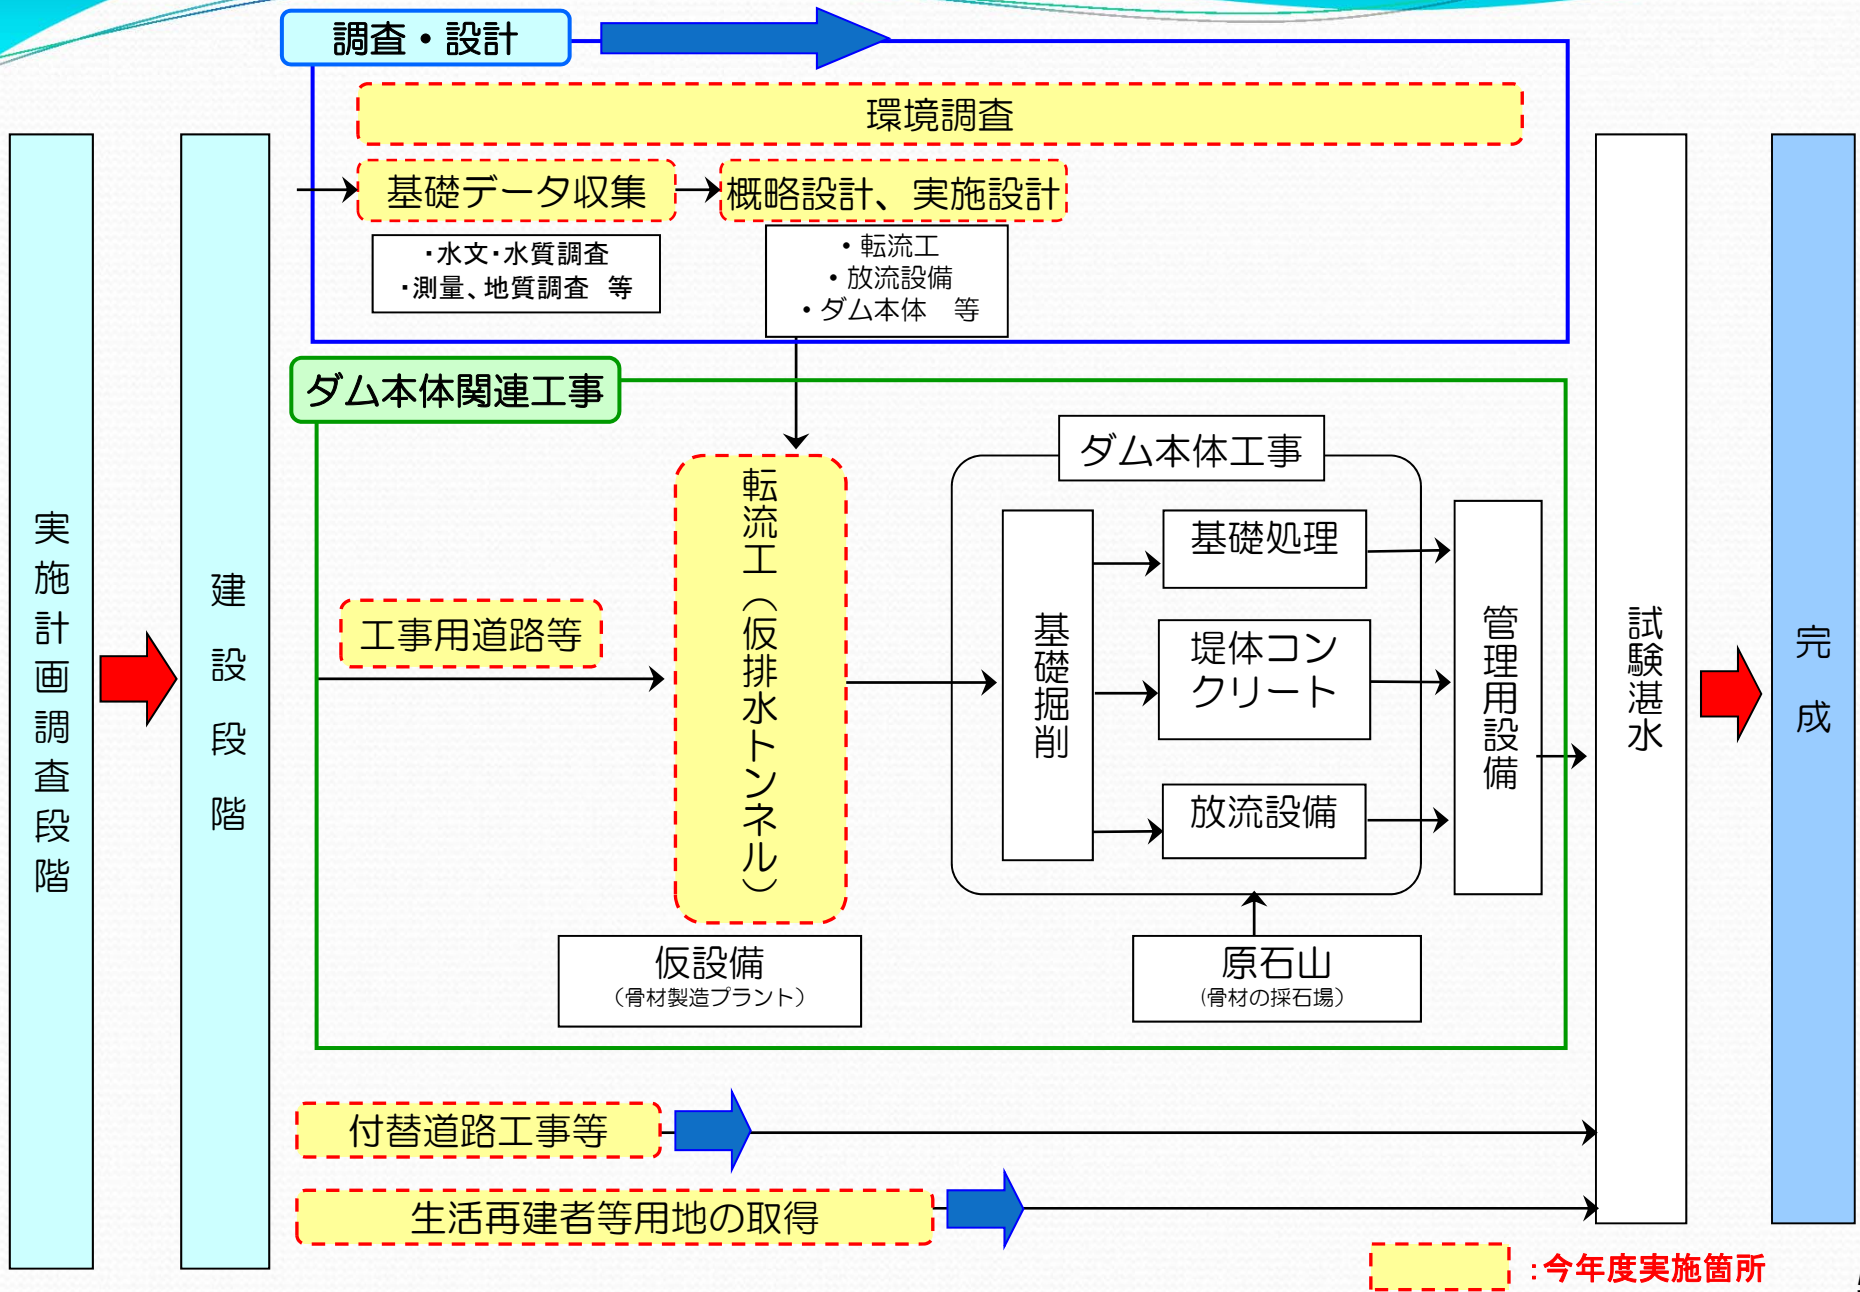 調査・設計
環境調査
基礎データ収集
概略設計、実施設計
・水文・水質調査
・測量、地質調査　等
・転流工
・放流設備
・ダム本体　等
実施計画調査段階
建設段階
ダム本体関連工事
ダム本体工事
工事用道路等
転流工（仮排水トンネル）
基礎掘削
基礎処理
堤体コン
クリート
放流設備
管理用設備
試験湛水
完成
仮設備
（骨材製造プラント）
原石山
（骨材の採石場）
付替道路工事等
生活再建者等用地の取得
：今年度実施箇所